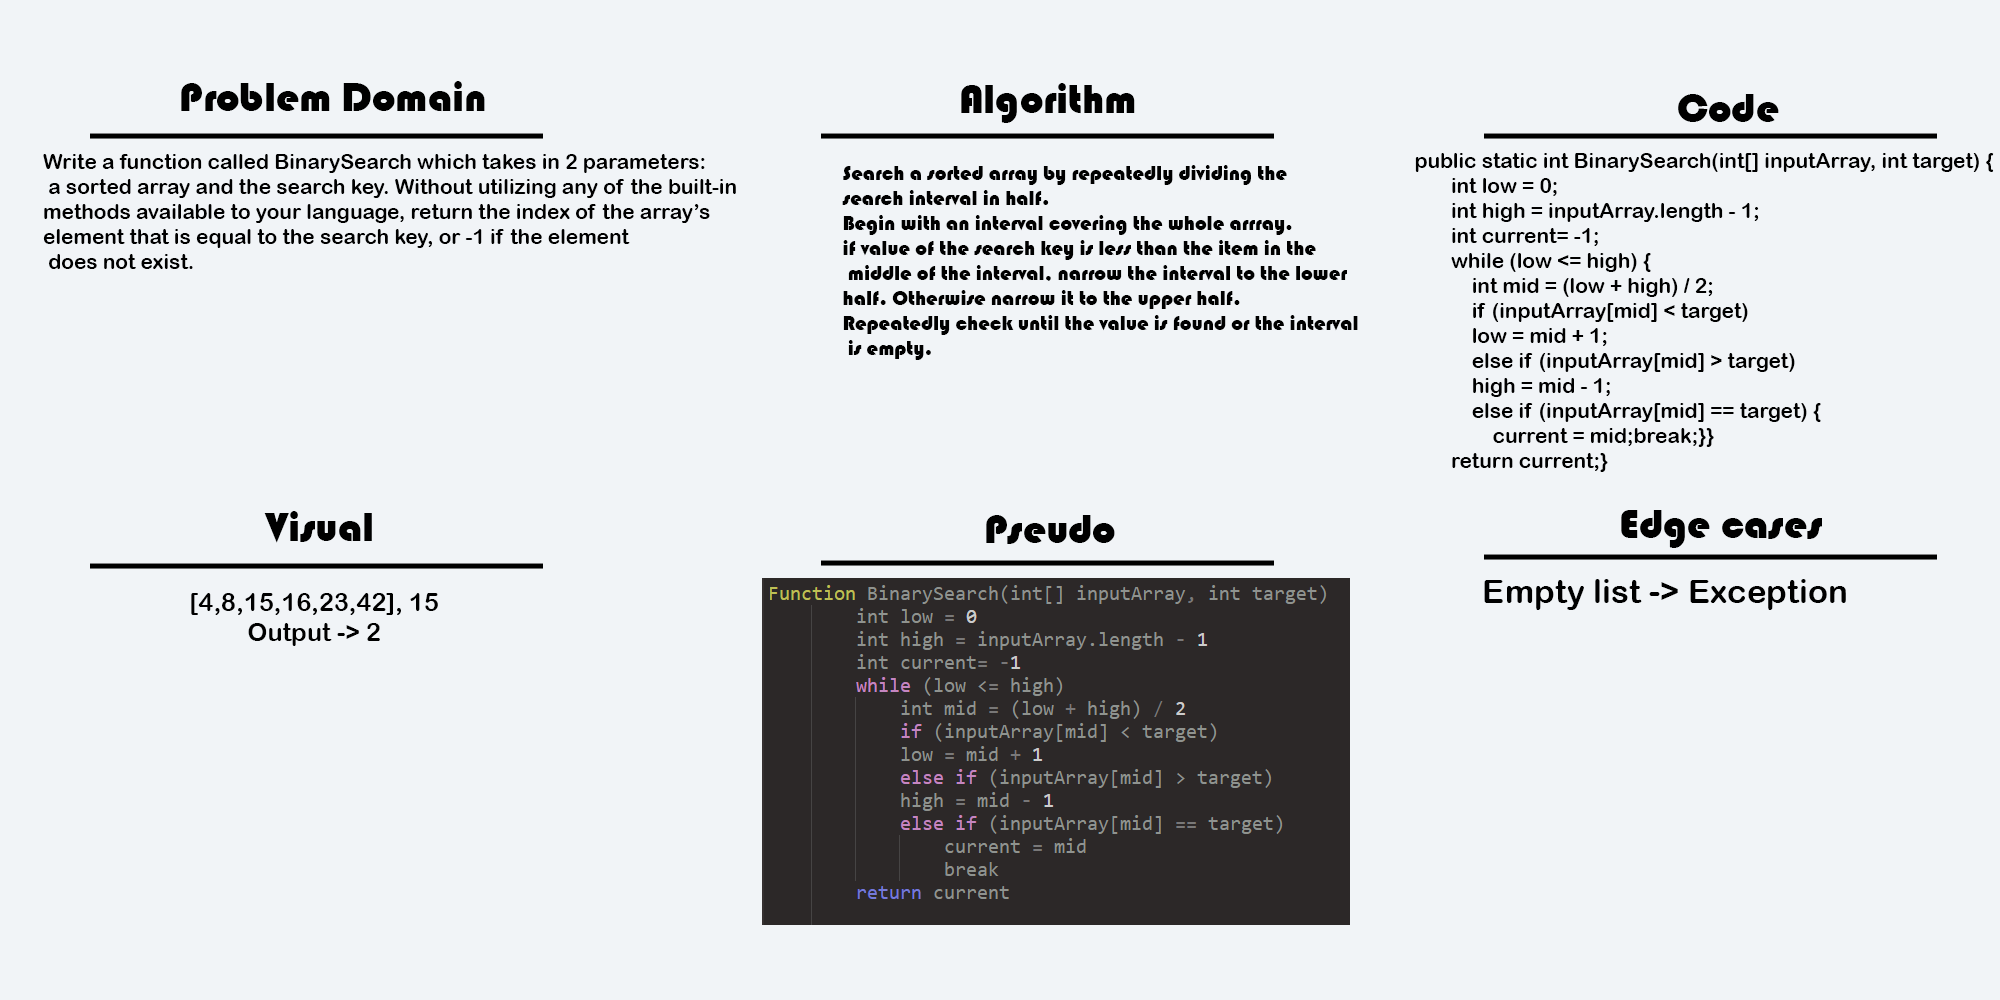 Problem Domain
Write a function called BinarySearch which takes in 2 parameters:
a sorted array and the search key. Without utilizing any of the built-in
methods available to your language, return the index of the array’s
element that is equal to the search key, or -1 if the element
does not exist.
Algorithm
Search a sorted array by repeatedly dividing the
search interval in half.
Begin with an interval covering the whole arrray.
if value of the search key is less than the item in the
middle of the interval, narrow the interval to the lower
half. Otherwise narrow it to the upper half.
Repeatedly check until the value is found or the interval
is empty.
Code
public static int BinarySearch(int[] inputArray, int target) {
int low = 0;
int high = inputArray.length - 1;
int current= -1;
while (low <= high) {
int mid = (low + high) / 2;
if (inputArray[mid] < target)
low = mid + 1;
else if (inputArray[mid] > target)
high = mid - 1;
else if (inputArray[mid] == target) {
current = mid;break;}}
return current;}
Visual
[4,8,15,16,23,42], 15
Output -> 2
Pseudo
Function BinarySearch(int[] inputArray, int target)
int low = 0
int high = inputArray.length - 1
int current= -1
while (low <= high)
int mid = (low + high) / 2
if (inputArray[mid] < target)
low = mid + 1
else if (inputArray[mid] > target)
high = mid - 1
else if (inputArray[mid] == target)
current = mid
break
return current
Edge cases
Empty list -> Exception